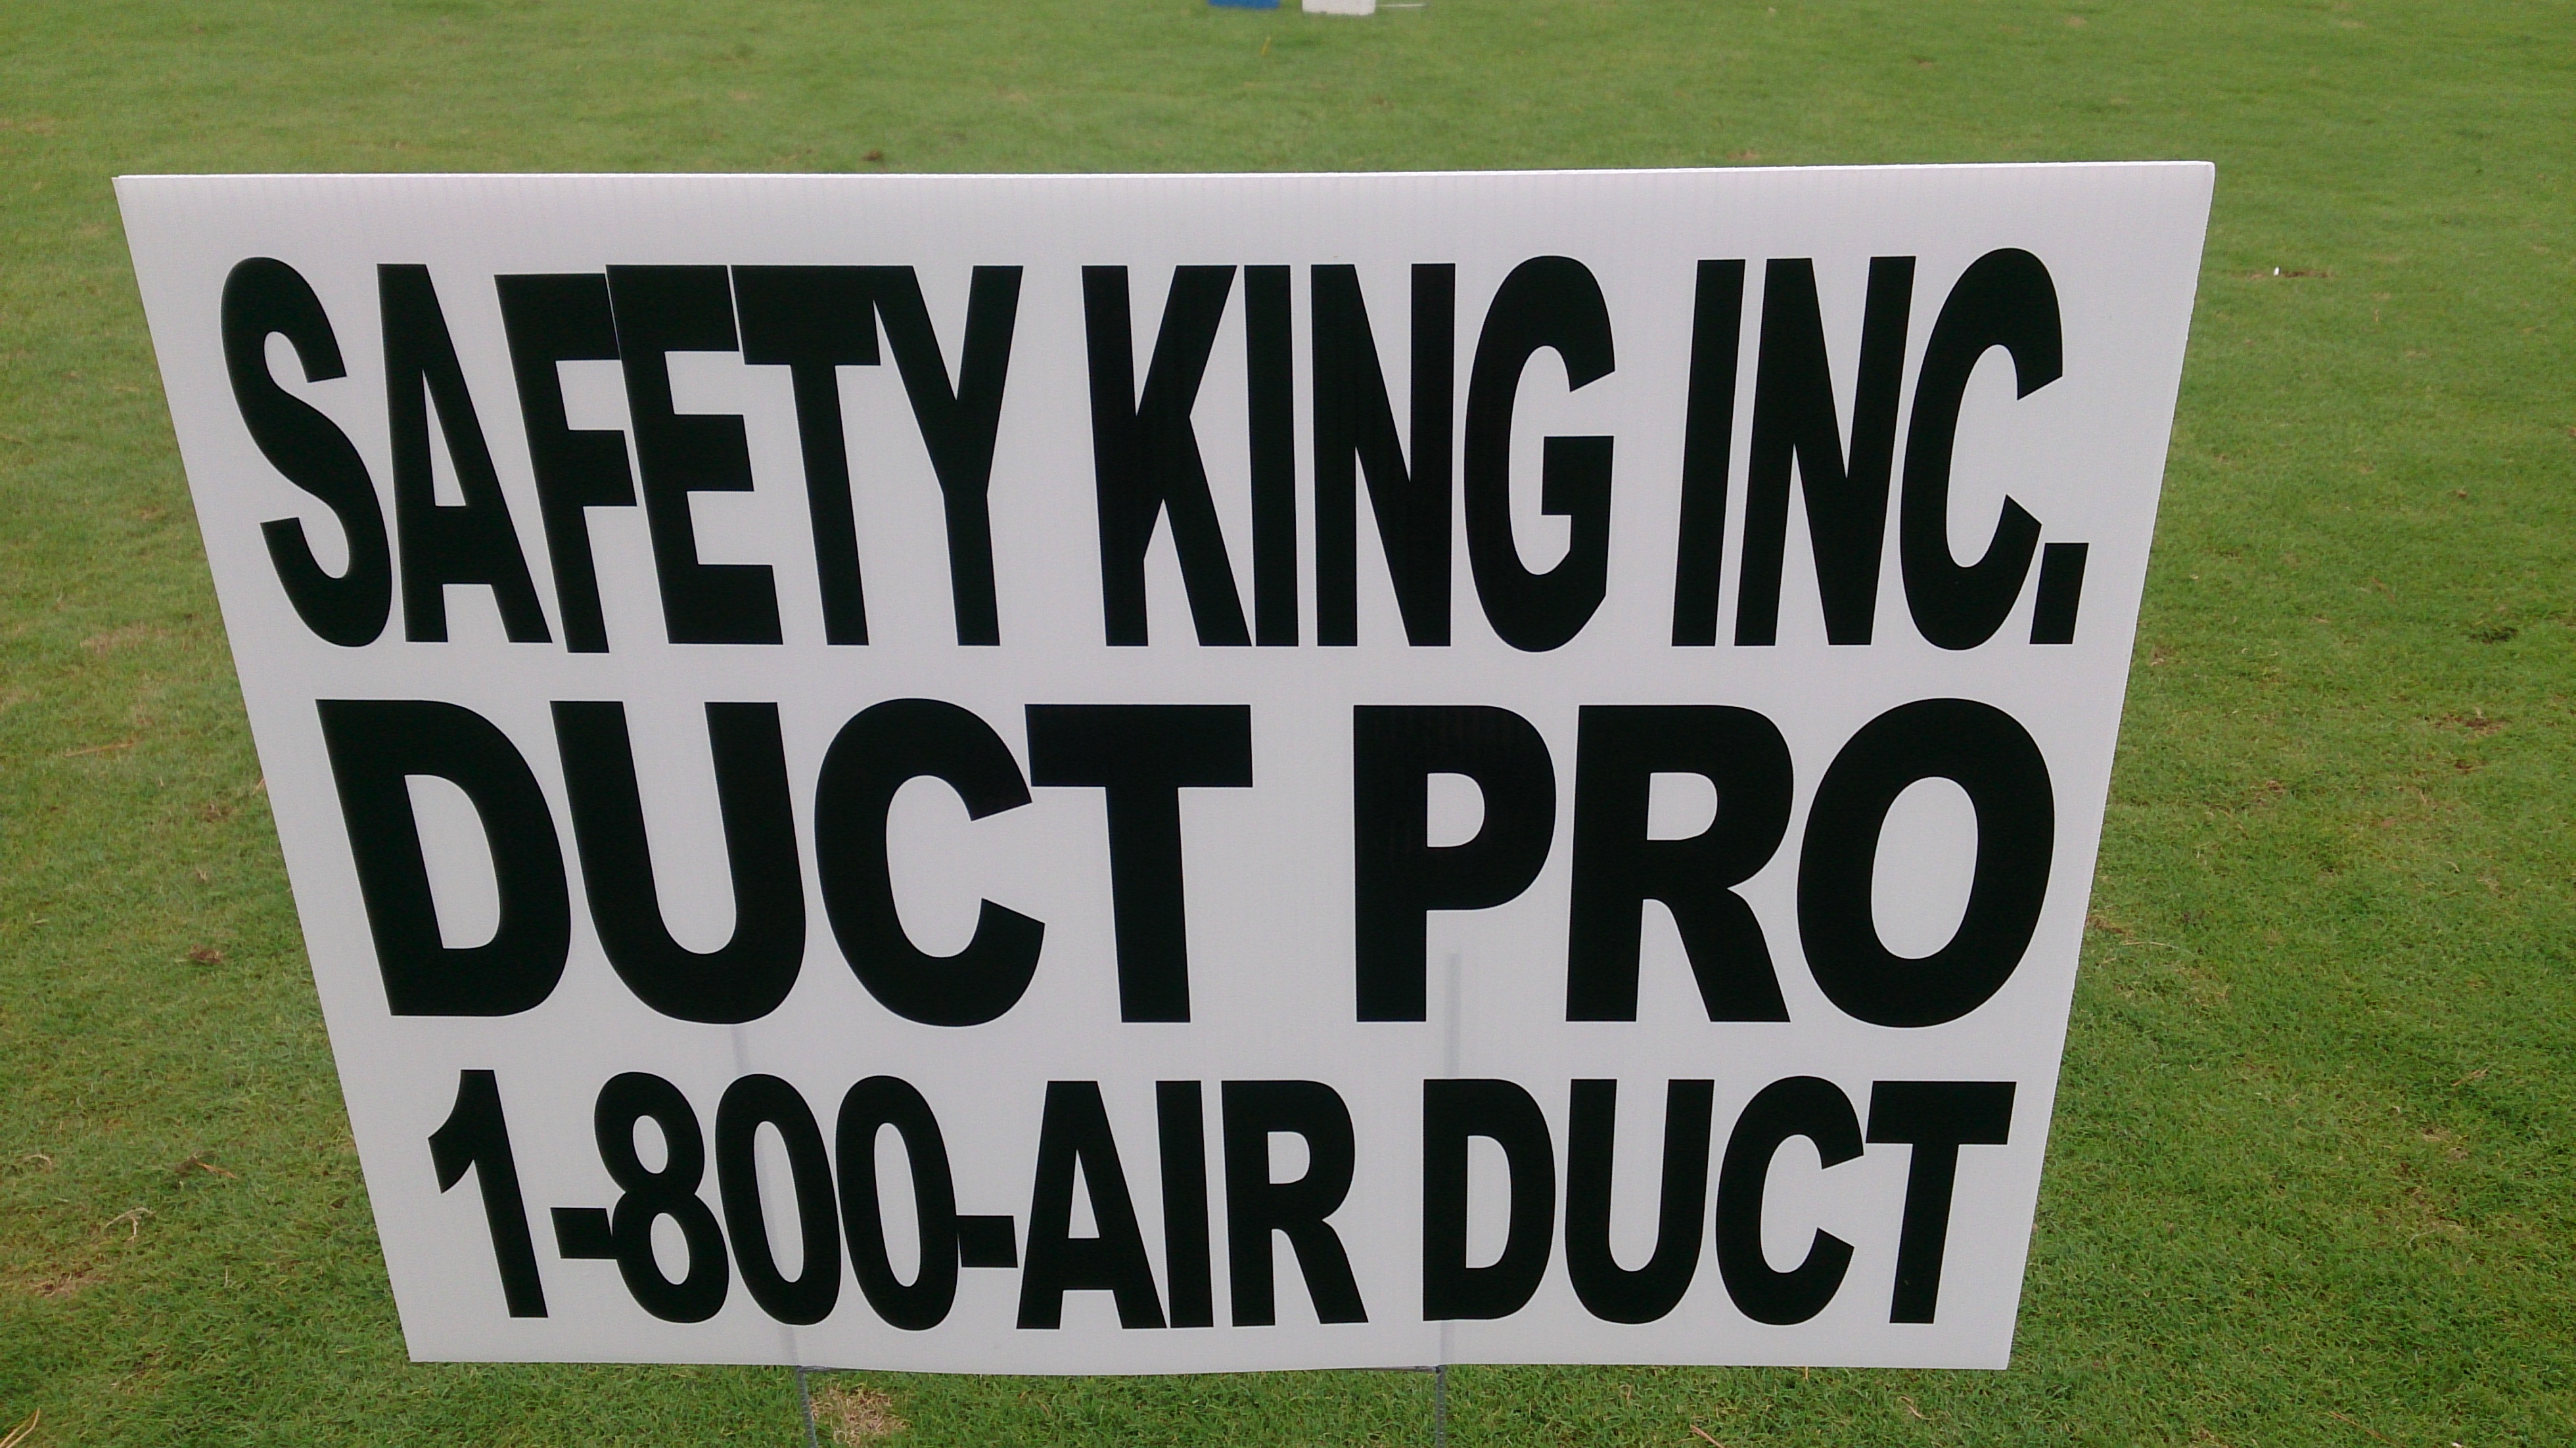 SAFETY KING INC.
DUCT PRO
1-800-AIR DUCT